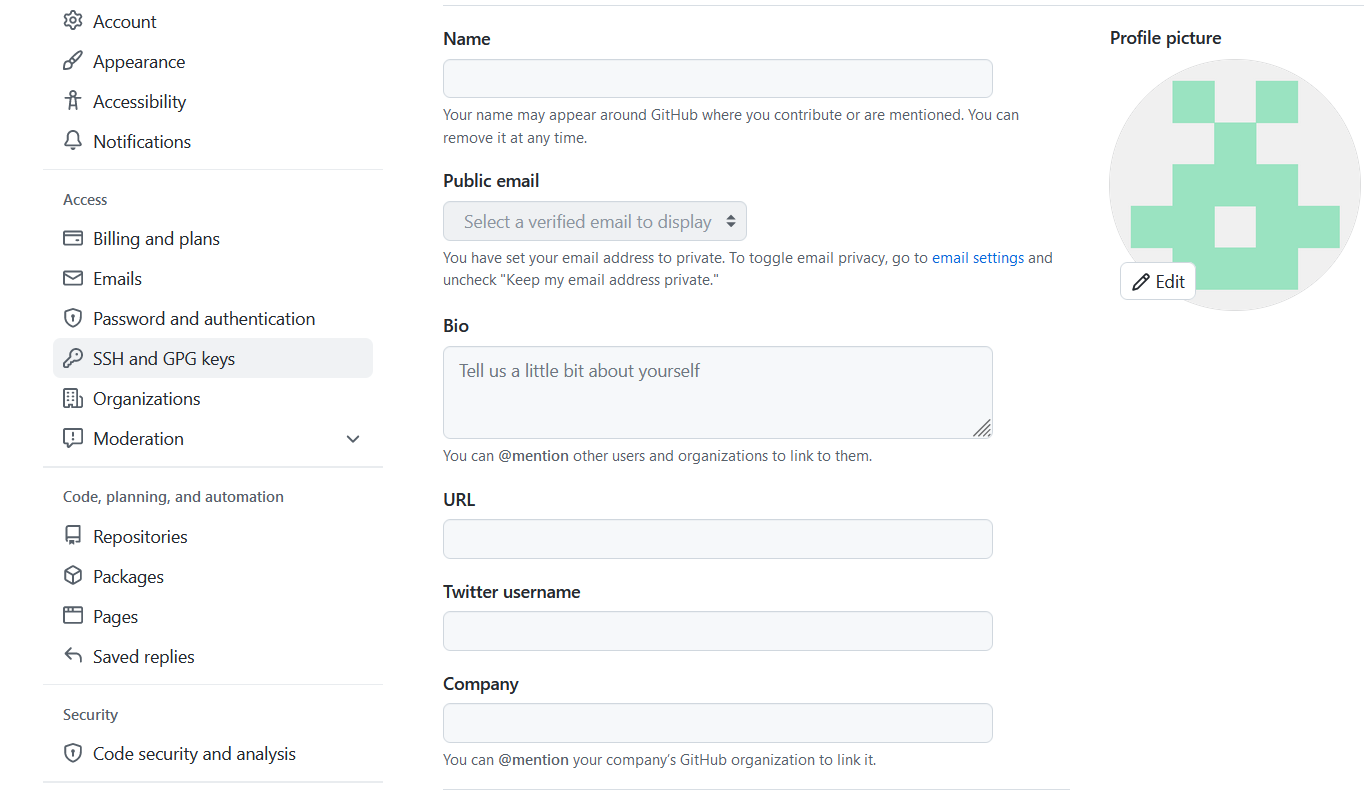 Account
Appearance
Accessibility
Notifications
Access
Billing and plans
Emails
Password and authentication
SSH and GPG keys
Organizations
Moderation
Code, planning, and automation
Repositories
Packages
Pages
Saved replies
Security
Code security and analysis
Name
Your name may appear around GitHub where you contribute or are mentioned. You can
remove it at any time.
Public email
Select a verified email to display
You have set your email address to private. To toggle email privacy, go to email settings and
uncheck "Keep my email address private."
Bio
Tell us a little bit about yourself
You can @mention other users and organizations to link to them.
URL
Twitter username
Company
You can @mention your company's GitHub organization to link it.
Profile picture
Edit